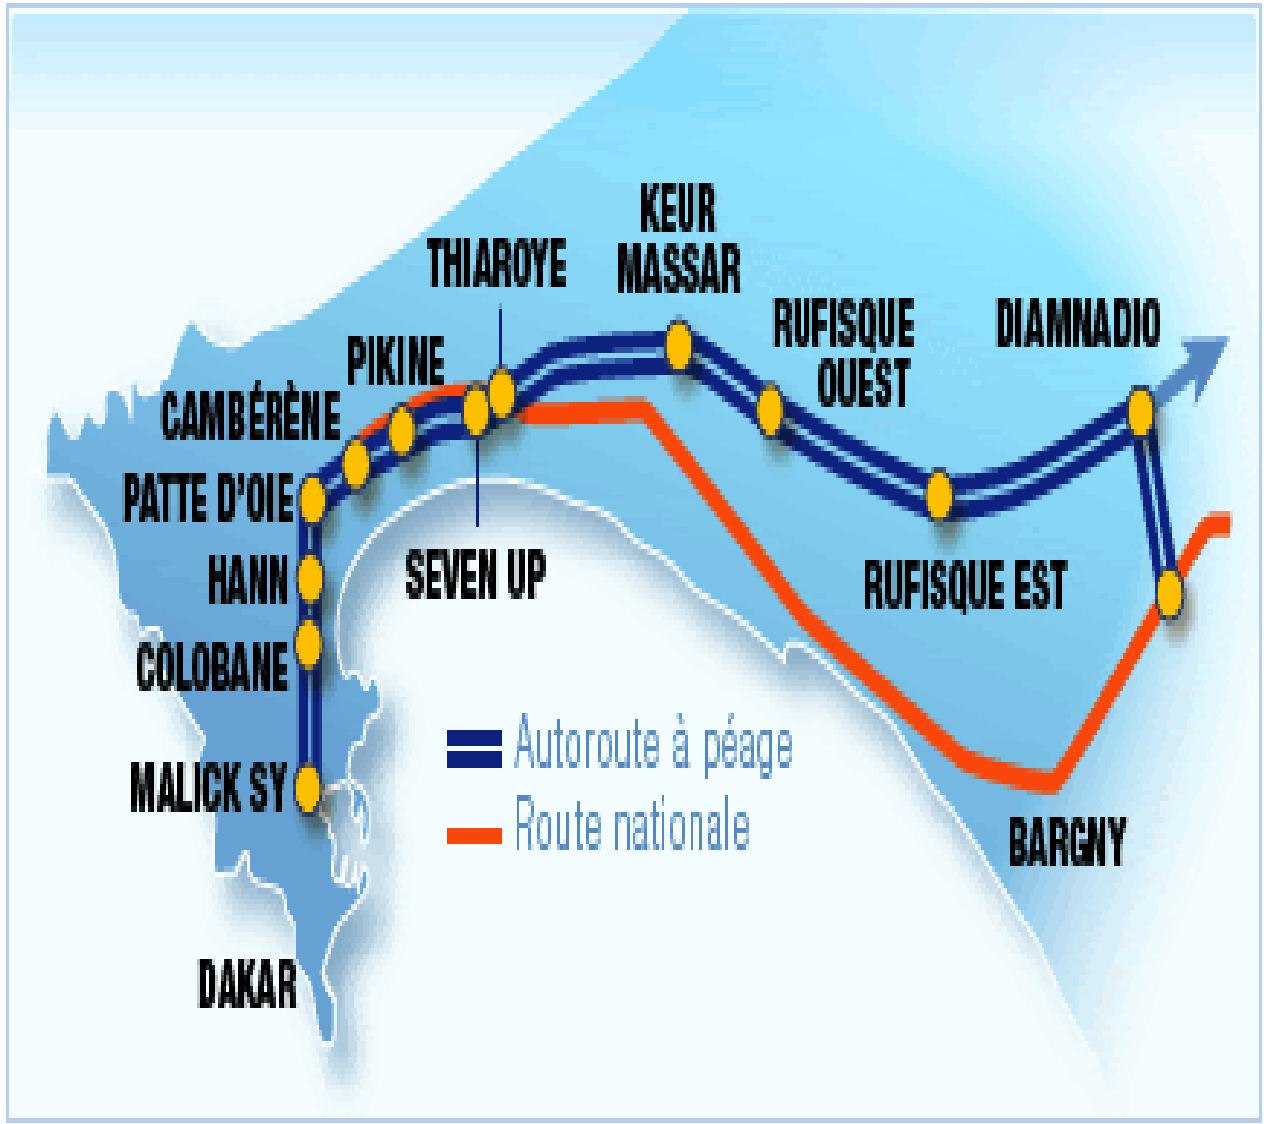 KEUR
MASSAR
THIAROYE
RUFISQUE
OUEST
DIAMNADIO
PIKINE
CAMBÉRÈNE
PATTE D'OIE
HANN
SEVEN UP
RUFISQUE EST
COLOBANE
MALICK SY
Autoroute à péage
Route nationale
BARGNY
DAKAR